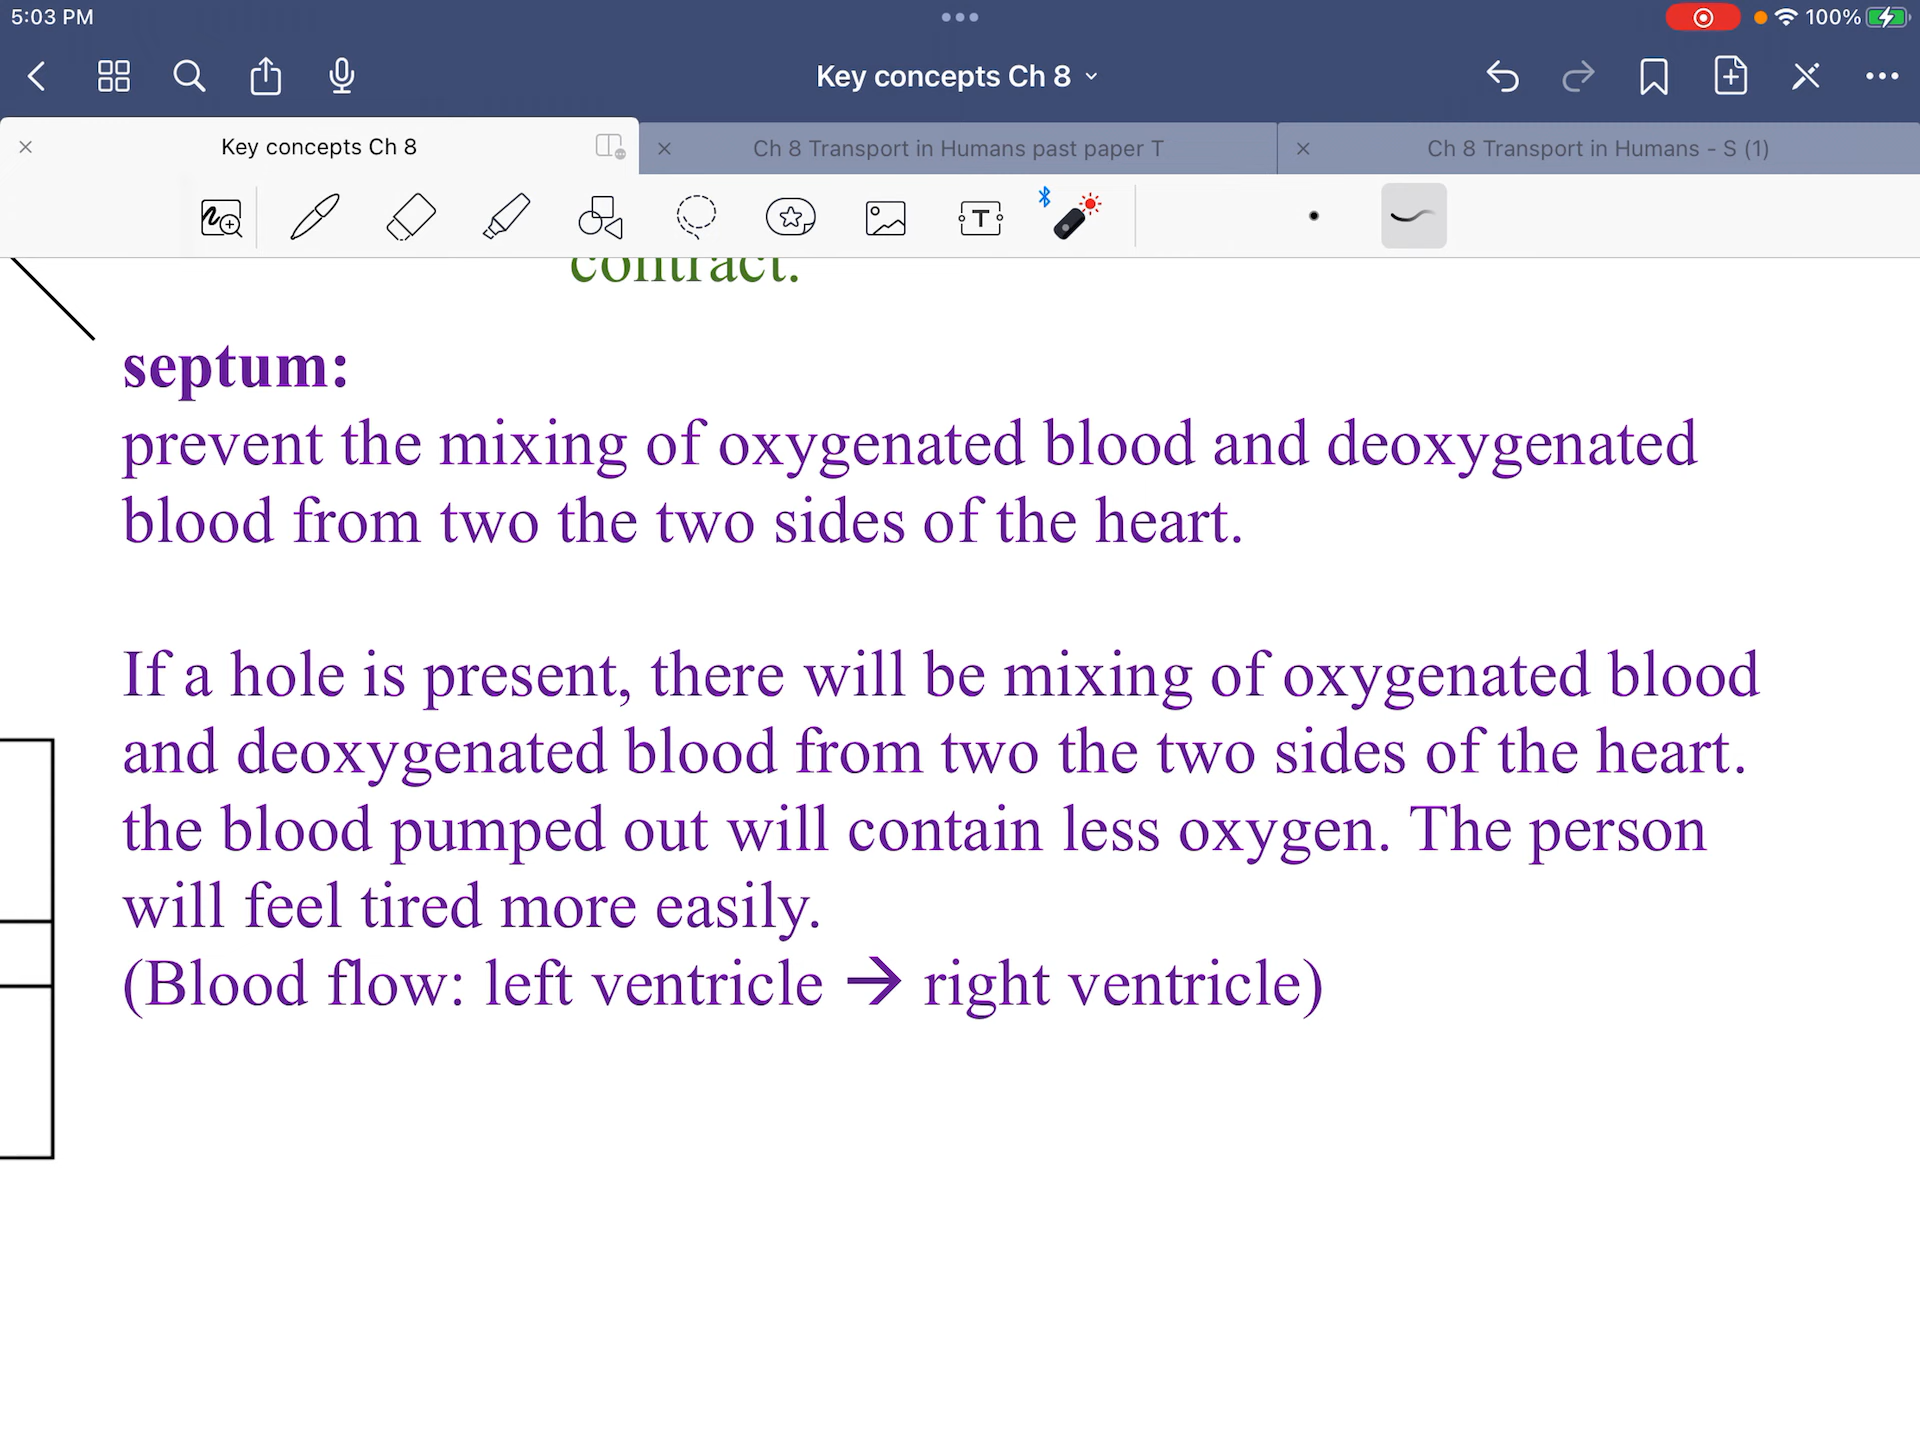 5:03 PM
100%
Key concepts Ch 8
Key concepts Ch 8
Ch 8 Transport in Humans past paper T
Ch 8 Transport in Humans - S (1)
T
contract.
septum:
prevent the mixing of oxygenated blood and deoxygenated
blood from two the two sides of the heart.
If a hole is present, there will be mixing of oxygenated blood
and deoxygenated blood from two the two sides of the heart.
the blood pumped out will contain less oxygen. The person
will feel tired more easily.
(Blood flow: left ventricle → right ventricle)